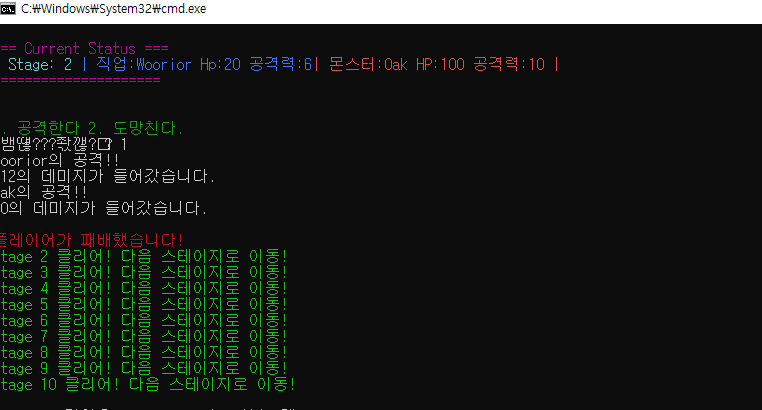 C:\Windows\System32\cmd.exe
== Current Status ===
Stage: 2 | 직업:Woorior Hp:20 공격력:6| 몬스터:Oak HP:100 공격력:10 |
====================
. 공격한다 2. 도망친다.
1
oorior의 공격!!
12의 데미지가 들어갔습니다.
ak의 공격!!
0의 데미지가 들어갔습니다.
플레이어가 패배했습니다!
tage 2 클리어! 다음 스테이지로 이동!
tage 3 클리어! 다음 스테이지로 이동!
tage 4 클리어! 다음 스테이지로 이동!
tage 5 클리어! 다음 스테이지로 이동!
tage 6 클리어! 다음 스테이지로 이동!
tage 7 클리어! 다음 스테이지로 이동!
tage 8 클리어! 다음 스테이지로 이동!
tage 9 클리어! 다음 스테이지로 이동!
tage 10 클리어! 다음 스테이지로 이동!